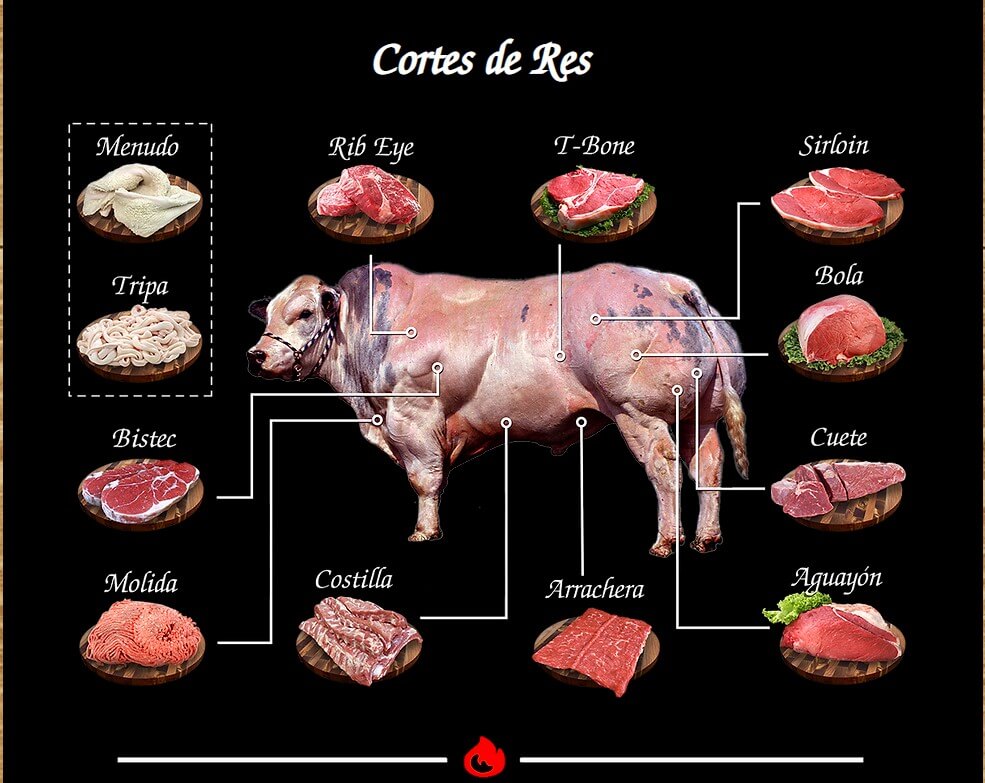 Cortes de Res
Menudo
Rib Eye
T-Bone
Sirloin
Tripa
Bola
Bistec
Cuete
Molida
Costilla
Arrachera
Aguayón